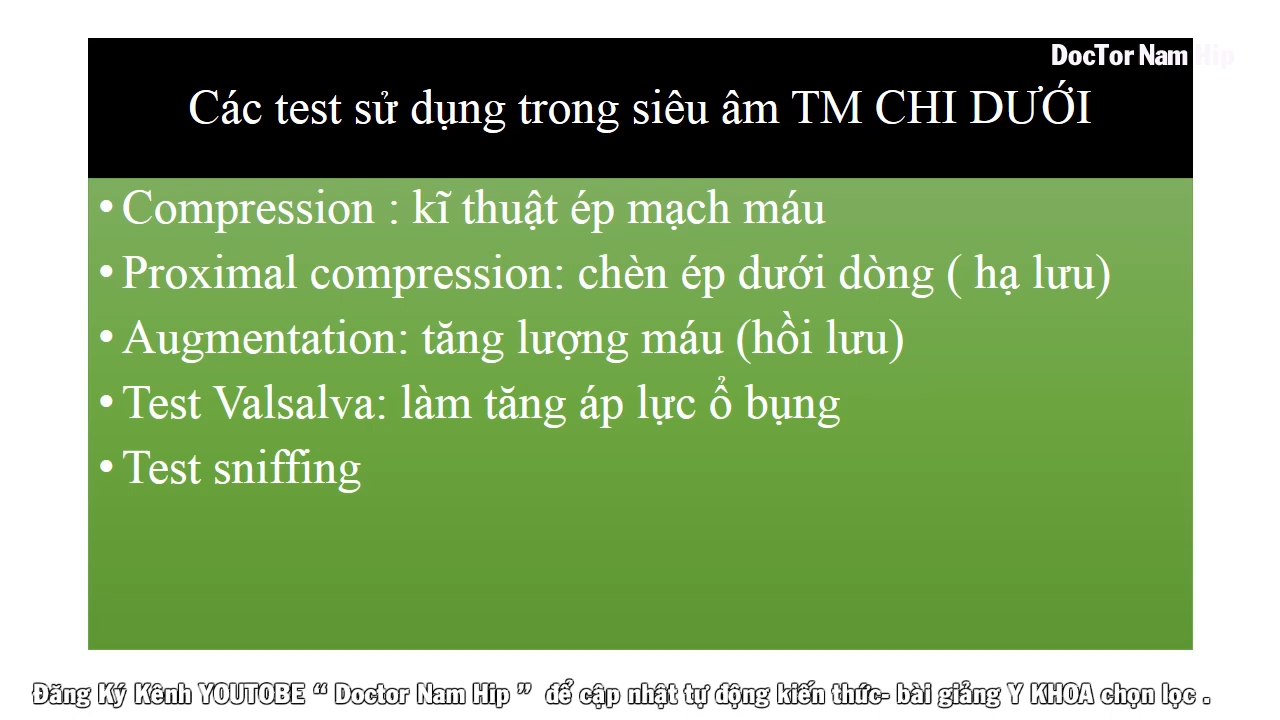 DocTor Nam Hip
Các test sử dụng trong siêu âm TM CHI DƯỚI
• Compression : kĩ thuật ép mạch máu
• Proximal compression: chèn ép dưới dòng ( hạ lưu)
• Augmentation: tăng lượng máu (hồi lưu)
• Test Valsalva: làm tăng áp lực ổ bụng
• Test sniffing
Đăng Ký Kênh YOUTOBE “ Doctor Nam Hip ” để cập nhật tự động kiến thức- bài giảng Y KHOA chọn lọc .